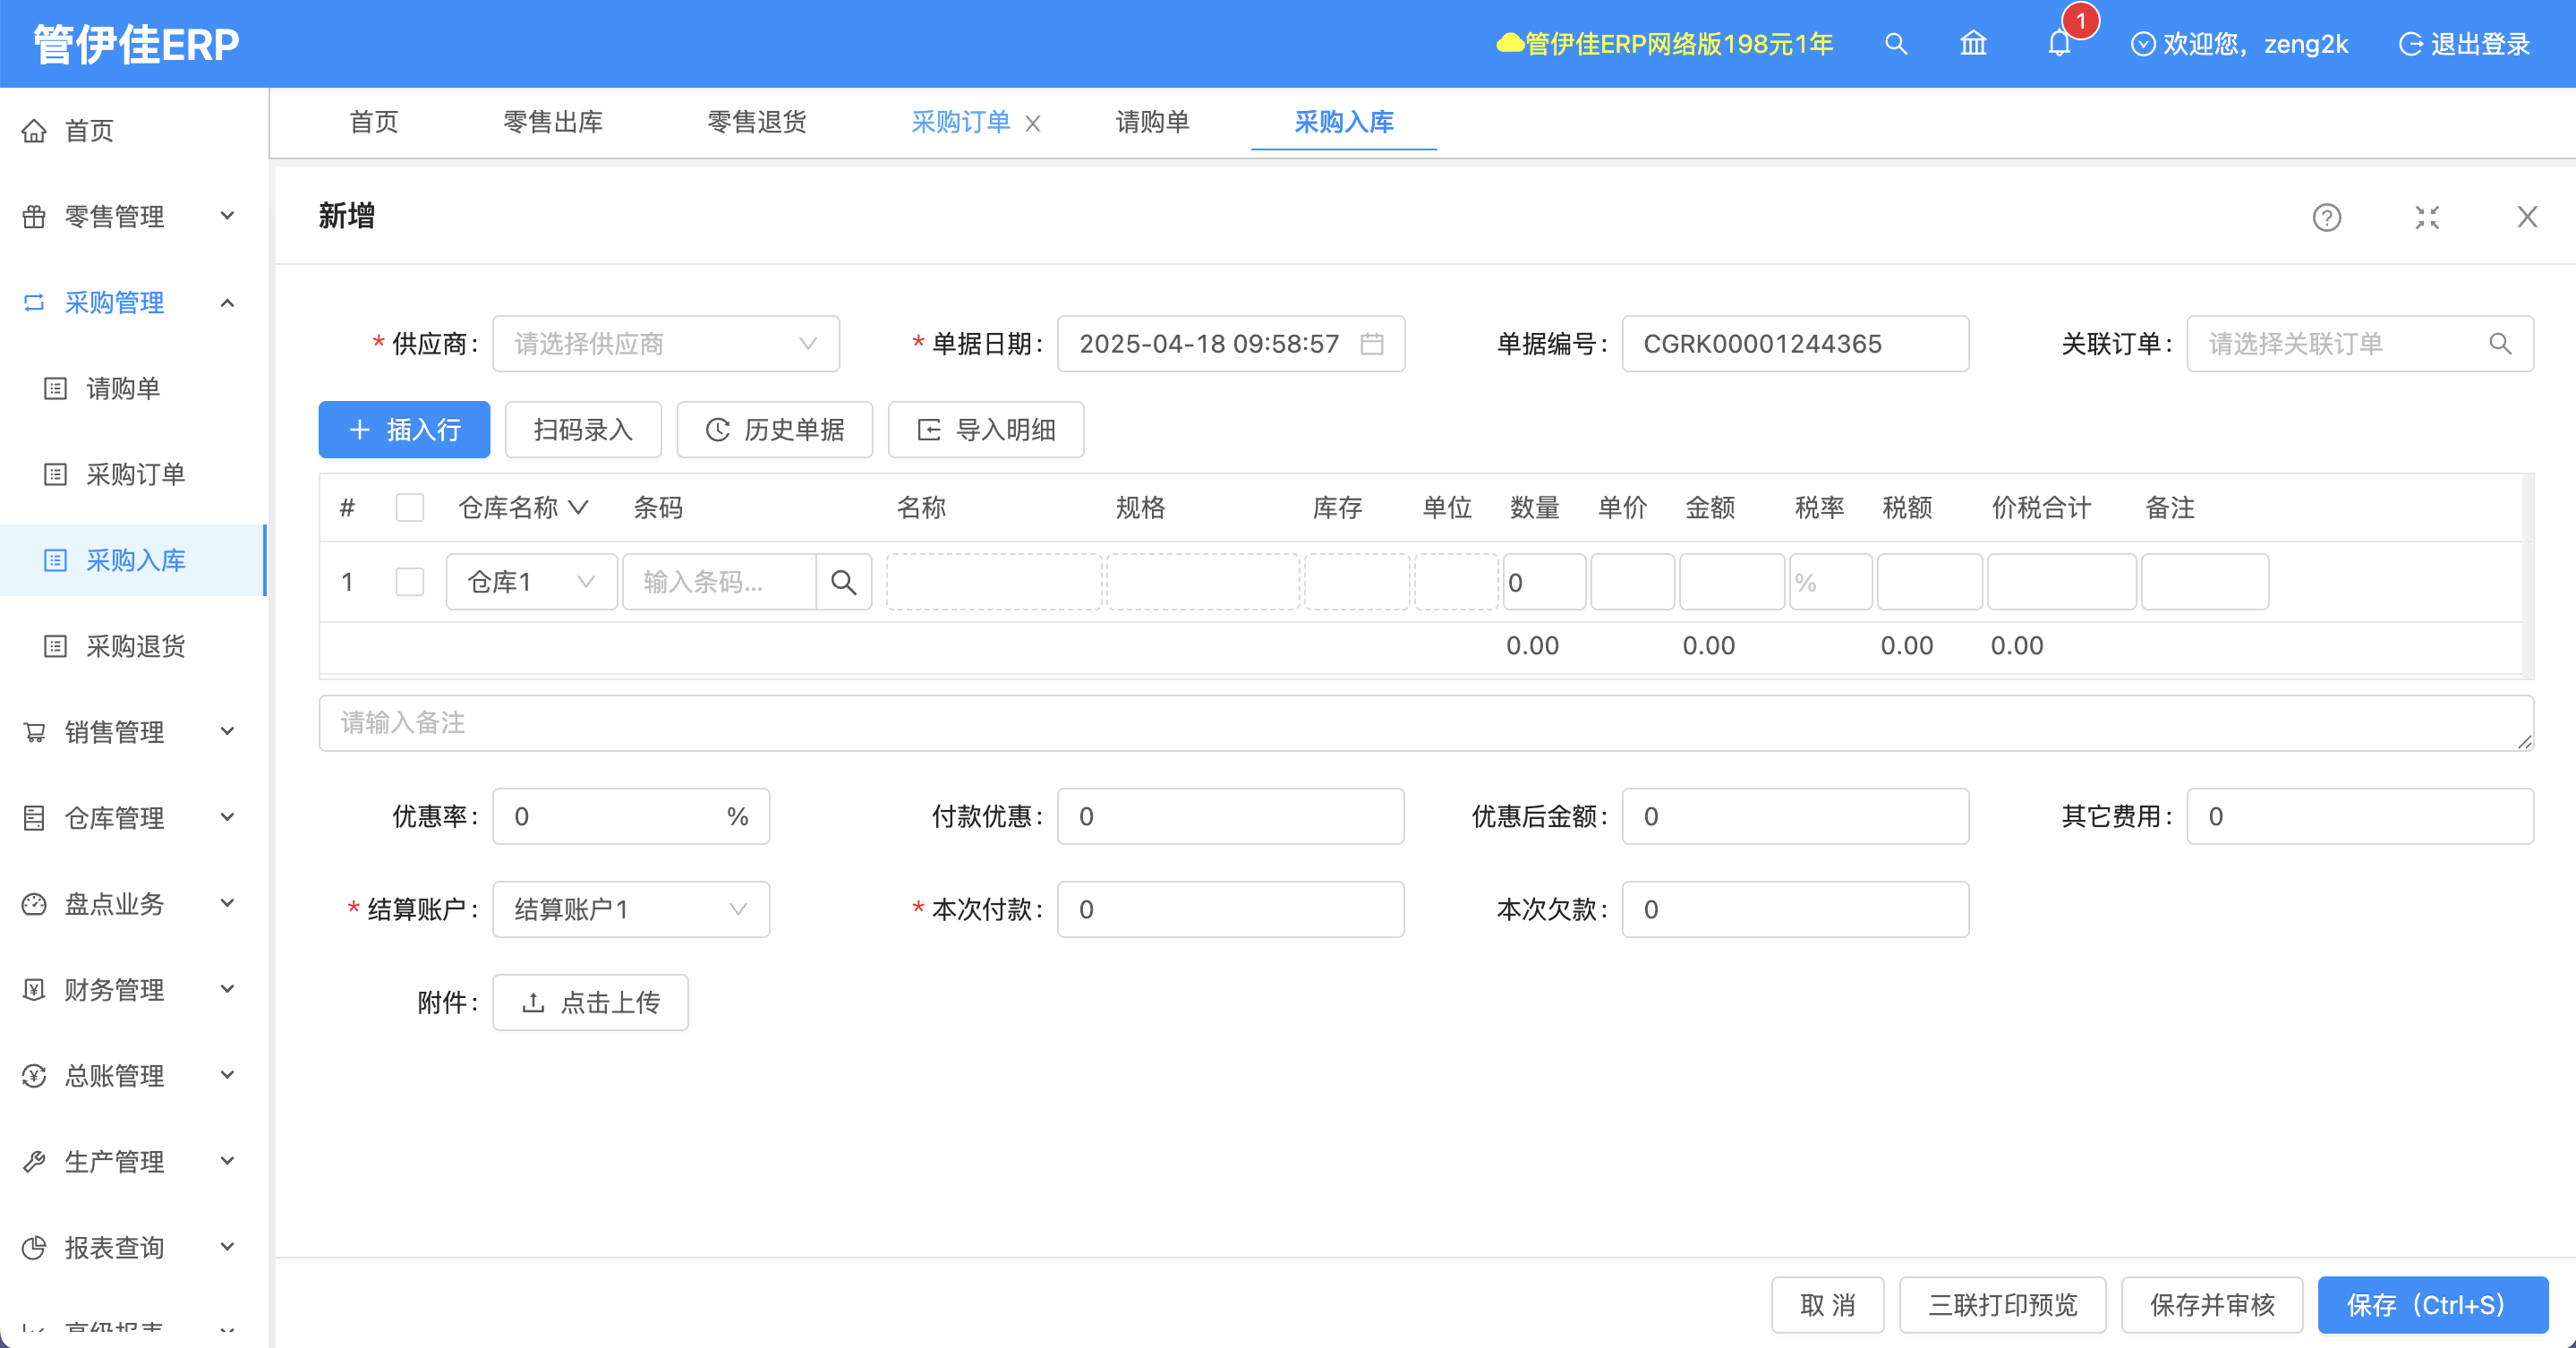 管伊佳ERP
管伊佳ERP网络版198元1年
1
欢迎您，zeng2k
退出登录
首页
零售管理
采购管理
请购单
采购订单
采购入库
采购退货
销售管理
仓库管理
盘点业务
财务管理
总账管理
生产管理
报表查询
高级报表
首页 零售出库 零售退货 采购订单 请购单 采购入库
新增
* 供应商： 请选择供应商 * 单据日期： 2025-04-18 09:58:57 单据编号： CGRK00001244365 关联订单： 请选择关联订单
插入行 扫码录入 历史单据 导入明细
# 仓库名称 条码 名称 规格 库存 单位 数量 单价 金额 税率 税额 价税合计 备注
1 仓库1 输入条码... 0 %
0.00 0.00 0.00 0.00
请输入备注
优惠率： 0 % 付款优惠： 0 优惠后金额： 0 其它费用： 0
* 结算账户： 结算账户1 * 本次付款： 0 本次欠款： 0
附件： 点击上传
取 消 三联打印预览 保存并审核 保存（Ctrl+S）